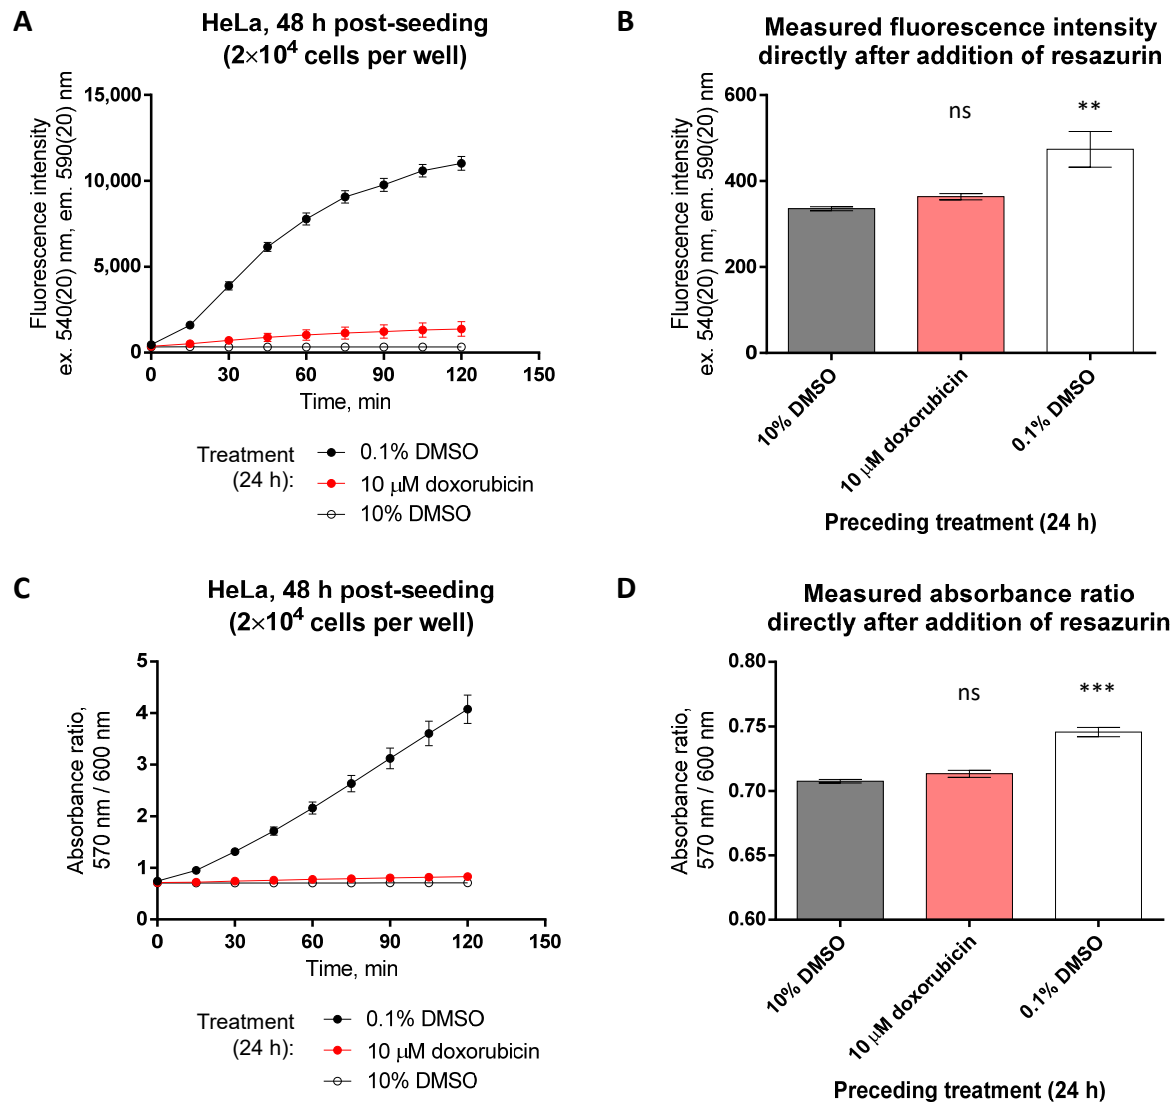 A
HeLa, 48 h post-seeding
(2×10⁴ cells per well)
Fluorescence intensity
ex. 540(20) nm, em. 590(20) nm
15,000
10,000
5,000
0
0 30 60 90 120 150
Time, min
Treatment
(24 h):
0.1% DMSO
10 µM doxorubicin
10% DMSO
B
Measured fluorescence intensity
directly after addition of resazurin
Fluorescence intensity
ex. 540(20) nm, em. 590(20) nm
600
400
200
0
ns
**
10% DMSO
10 µM doxorubicin
0.1% DMSO
Preceding treatment (24 h)
C
HeLa, 48 h post-seeding
(2×10⁴ cells per well)
Absorbance ratio,
570 nm / 600 nm
5
4
3
2
1
0
0 30 60 90 120 150
Time, min
Treatment
(24 h):
0.1% DMSO
10 µM doxorubicin
10% DMSO
D
Measured absorbance ratio
directly after addition of resazurin
Absorbance ratio,
570 nm / 600 nm
0.80
0.75
0.70
0.65
0.60
ns
***
10% DMSO
10 µM doxorubicin
0.1% DMSO
Preceding treatment (24 h)